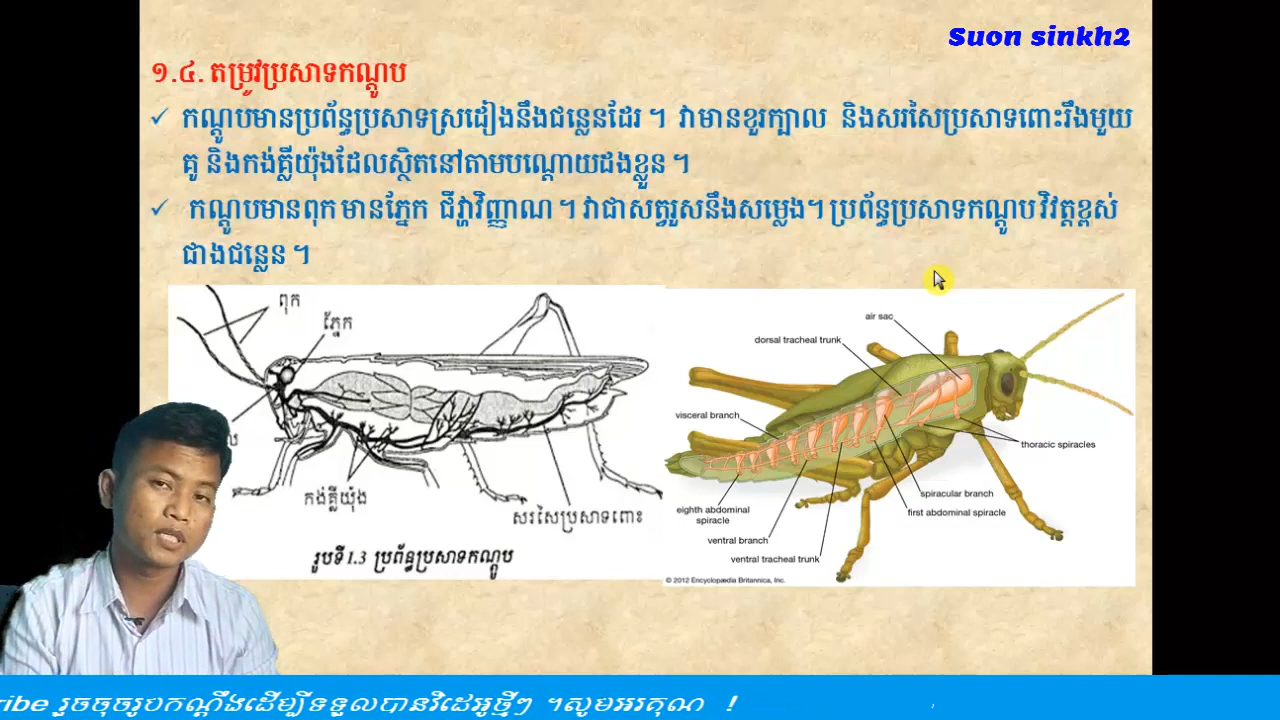 Suon sinkh2
១.៤. តម្រូវប្រសាទកណ្ដូប
✓ កណ្ដូបមានប្រព័ន្ធប្រសាទស្រដៀងនឹងជន្លេនដែរ ។ វាមានខួរក្បាល និងសរសៃប្រសាទពោះរឹងមួយ
គូ និងកង់គ្លីយ៉ុងដែលស្ថិតនៅតាមបណ្ដោយដងខ្លួន ។
✓ កណ្ដូបមានពុក មានភ្នែក ជីវ្ហាវិញ្ញាណ ។ វាជាសត្វរួសនឹងសម្លេង។ ប្រព័ន្ធប្រសាទកណ្ដូប វិវត្តខ្ពស់
ជាងជន្លេន ។
ពុក
ភ្នែក
កង់គ្លីយ៉ុង
សរសៃប្រសាទពោះ
រូបទី1.3 ប្រព័ន្ធប្រសាទកណ្ដូប
air sac
dorsal tracheal trunk
visceral branch
thoracic spiracles
spiracular branch
first abdominal spiracle
eighth abdominal
spiracle
ventral branch
ventral tracheal trunk
© 2012 Encyclopædia Britannica, Inc.
ribe រួចចុចរូបកណ្ដឹងដើម្បីទទួលបានវិដេអូថ្មីៗ ។សូមអរគុណ !